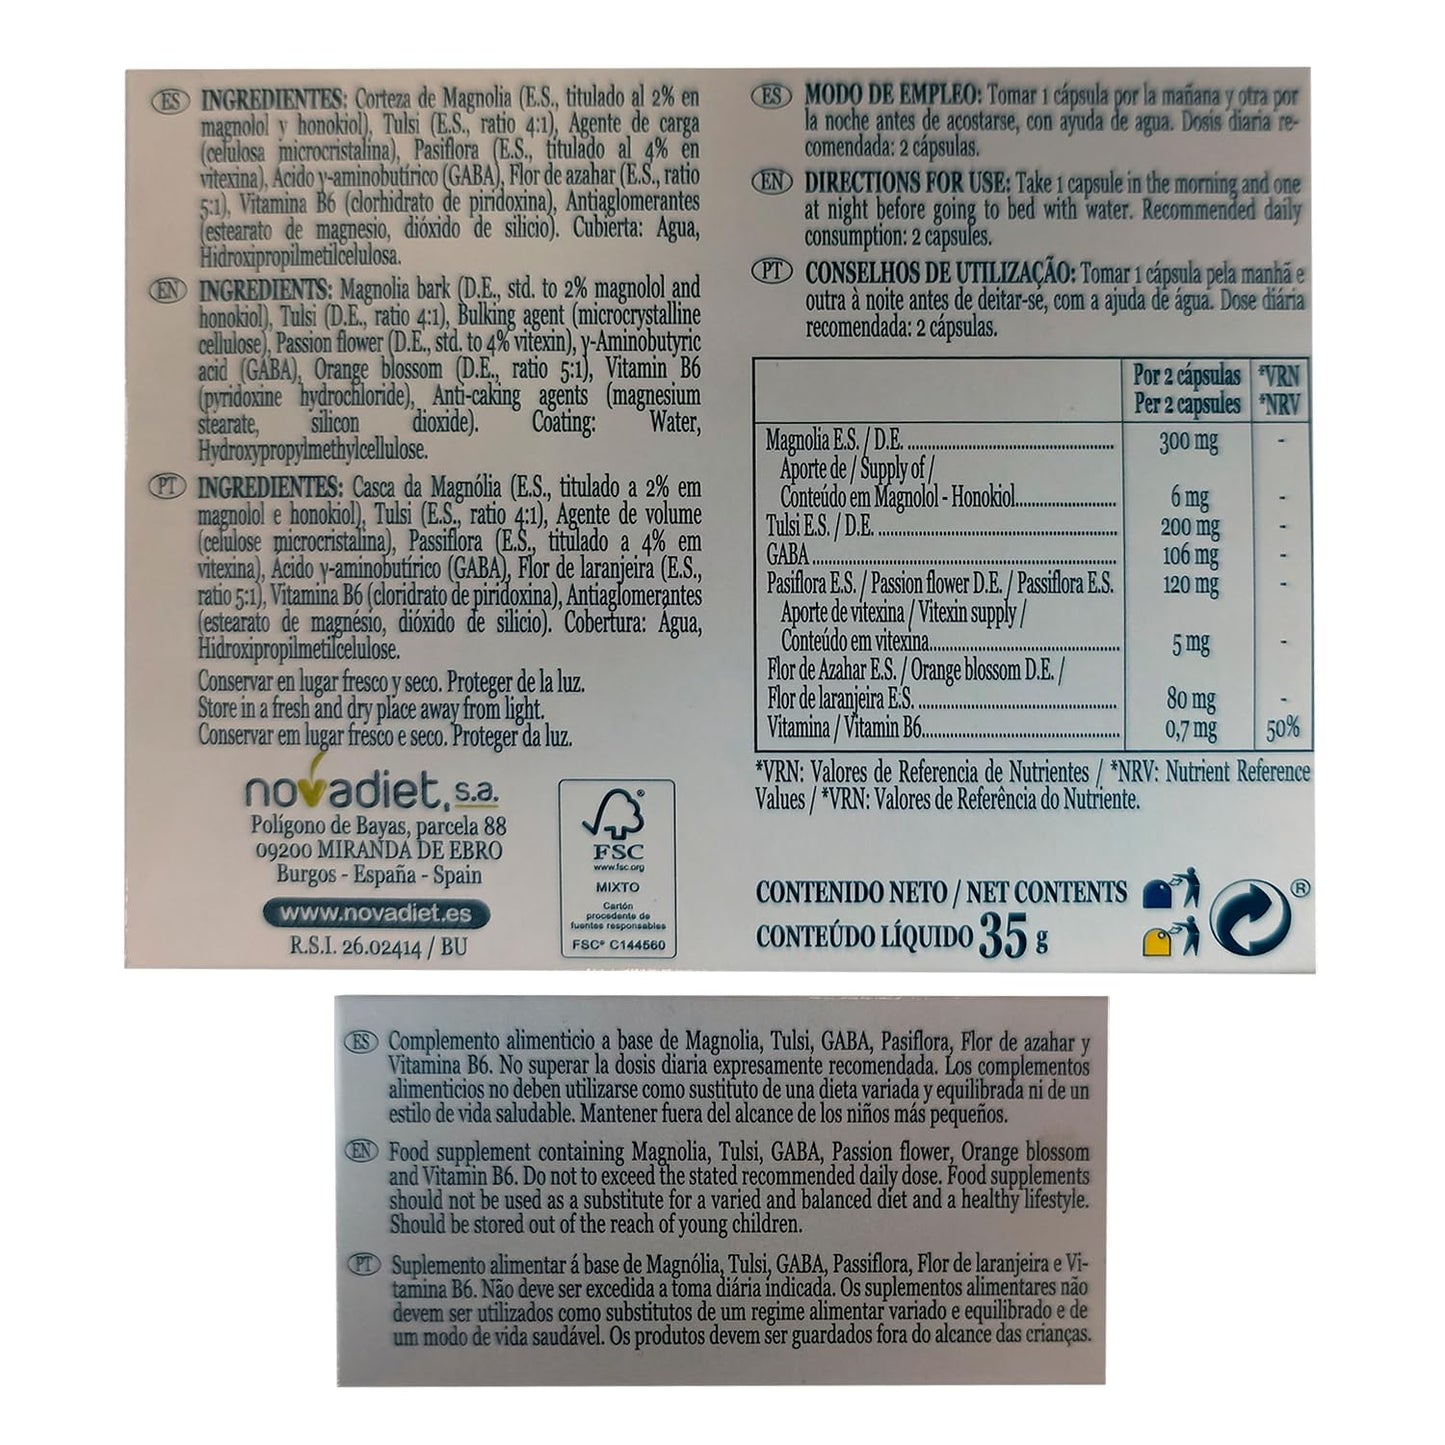 ES INGREDIENTES: Corteza de Magnolia (E.S., titulado al 2% en
magnolol y honokiol), Tulsi (E.S., ratio 4:1), Agente de carga
(celulosa microcristalina), Pasiflora (E.S., titulado al 4% en
vitexina), Ácido γ-aminobutírico (GABA), Flor de azahar (E.S., ratio
5:1), Vitamina B6 (clorhidrato de piridoxina), Antiaglomerantes
(estearato de magnesio, dióxido de silicio). Cubierta: Agua,
Hidroxipropilmetilcelulosa.
EN INGREDIENTS: Magnolia bark (D.E., std. to 2% magnolol and
honokiol), Tulsi (D.E., ratio 4:1), Bulking agent (microcrystalline
cellulose), Passion flower (D.E., std. to 4% vitexin), γ-Aminobutyric
acid (GABA), Orange blossom (D.E., ratio 5:1), Vitamin B6
(pyridoxine hydrochloride), Anti-caking agents (magnesium
stearate, silicon dioxide). Coating: Water,
Hydroxypropylmethylcellulose.
PT INGREDIENTES: Casca da Magnólia (E.S., titulado a 2% em
magnolol e honokiol), Tulsi (E.S., ratio 4:1), Agente de volume
(celulose microcristalina), Passiflora (E.S., titulado a 4% em
vitexina), Ácido γ-aminobutírico (GABA), Flor de laranjeira (E.S.,
ratio 5:1), Vitamina B6 (cloridrato de piridoxina), Antiaglomerantes
(estearato de magnésio, dióxido de silício). Cobertura: Água,
Hidroxipropilmetilcelulose.
Conservar en lugar fresco y seco. Proteger de la luz.
Store in a fresh and dry place away from light.
Conservar em lugar fresco e seco. Proteger da luz.
novadiet, s.a.
Polígono de Bayas, parcela 88
09200 MIRANDA DE EBRO
Burgos - España - Spain
www.novadiet.es
R.S.I. 26.02414 / BU
FSC
www.fsc.org
MIXTO
Cartón
procedente de
fuentes responsables
FSC® C144560
ES MODO DE EMPLEO: Tomar 1 cápsula por la mañana y otra por
la noche antes de acostarse, con ayuda de agua. Dosis diaria re-
comendada: 2 cápsulas.
EN DIRECTIONS FOR USE: Take 1 capsule in the morning and one
at night before going to bed with water. Recommended daily
consumption: 2 capsules.
PT CONSELHOS DE UTILIZAÇÃO: Tomar 1 cápsula pela manhã e
outra à noite antes de deitar-se, com a ajuda de água. Dose diária
recomendada: 2 cápsulas.
Por 2 cápsulas *VRN
Per 2 capsules *NRV
Magnolia E.S. / D.E. 300 mg -
Aporte de / Supply of /
Conteúdo em Magnolol - Honokiol 6 mg -
Tulsi E.S. / D.E. 200 mg -
GABA 106 mg -
Pasiflora E.S. / Passion flower D.E. / Passiflora E.S. 120 mg -
Aporte de vitexina / Vitexin supply /
Conteúdo em vitexina 5 mg -
Flor de Azahar E.S. / Orange blossom D.E. /
Flor de laranjeira E.S. 80 mg -
Vitamina / Vitamin B6 0,7 mg 50%
*VRN: Valores de Referencia de Nutrientes / *NRV: Nutrient Reference
Values / *VRN: Valores de Referência do Nutriente.
CONTENIDO NETO / NET CONTENTS
CONTEÚDO LÍQUIDO 35 g
®
ES Complemento alimenticio a base de Magnolia, Tulsi, GABA, Pasiflora, Flor de azahar y
Vitamina B6. No superar la dosis diaria expresamente recomendada. Los complementos
alimenticios no deben utilizarse como sustituto de una dieta variada y equilibrada ni de un
estilo de vida saludable. Mantener fuera del alcance de los niños más pequeños.
EN Food supplement containing Magnolia, Tulsi, GABA, Passion flower, Orange blossom
and Vitamin B6. Do not to exceed the stated recommended daily dose. Food supplements
should not be used as a substitute for a varied and balanced diet and a healthy lifestyle.
Should be stored out of the reach of young children.
PT Suplemento alimentar á base de Magnólia, Tulsi, GABA, Passiflora, Flor de laranjeira e Vi-
tamina B6. Não deve ser excedida a toma diária indicada. Os suplementos alimentares não
devem ser utilizados como substitutos de um regime alimentar variado e equilibrado e de
um modo de vida saudável. Os produtos devem ser guardados fora do alcance das crianças.